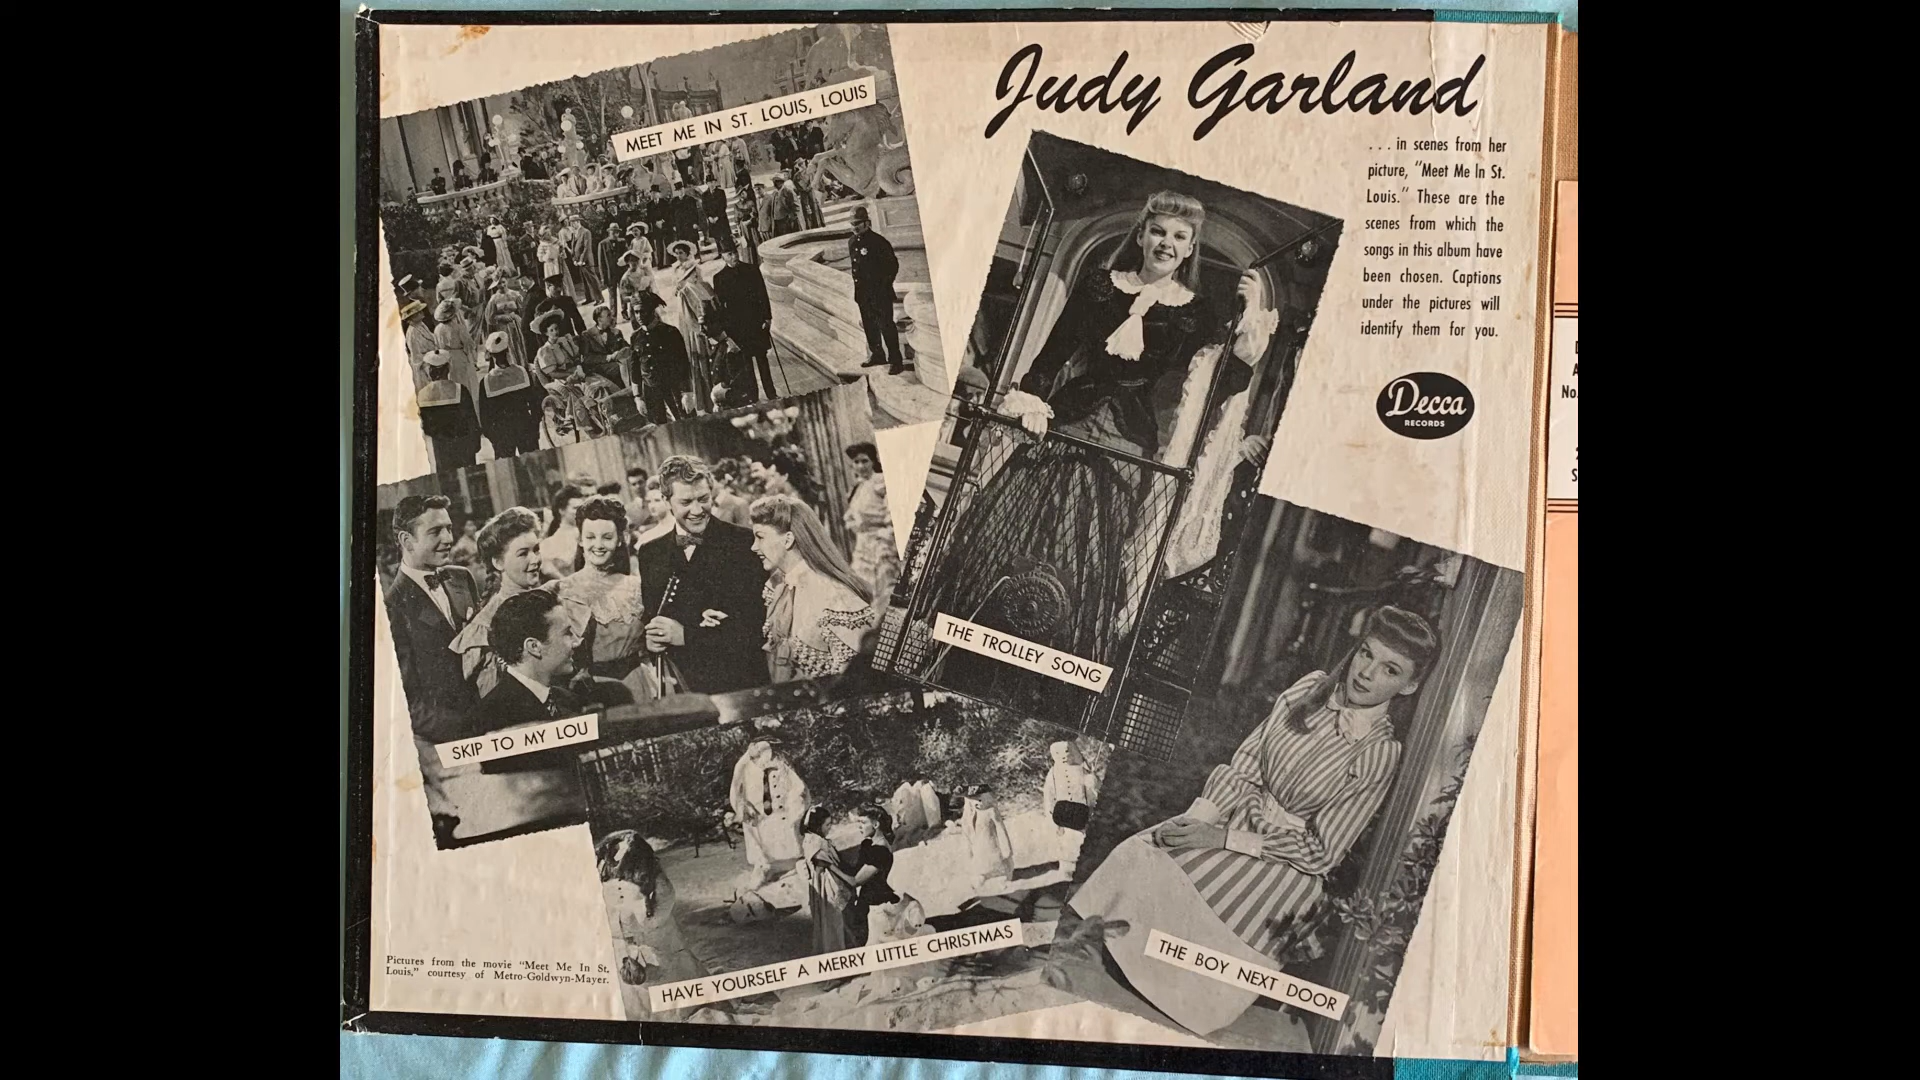 Judy Garland
MEET ME IN ST. LOUIS, LOUIS
. . . in scenes from her
picture, "Meet Me In St.
Louis." These are the
scenes from which the
songs in this album have
been chosen. Captions
under the pictures will
identify them for you.
Decca
RECORDS
No.
THE TROLLEY SONG
SKIP TO MY LOU
HAVE YOURSELF A MERRY LITTLE CHRISTMAS
THE BOY NEXT DOOR
Pictures from the movie "Meet Me In St.
Louis," courtesy of Metro-Goldwyn-Mayer.